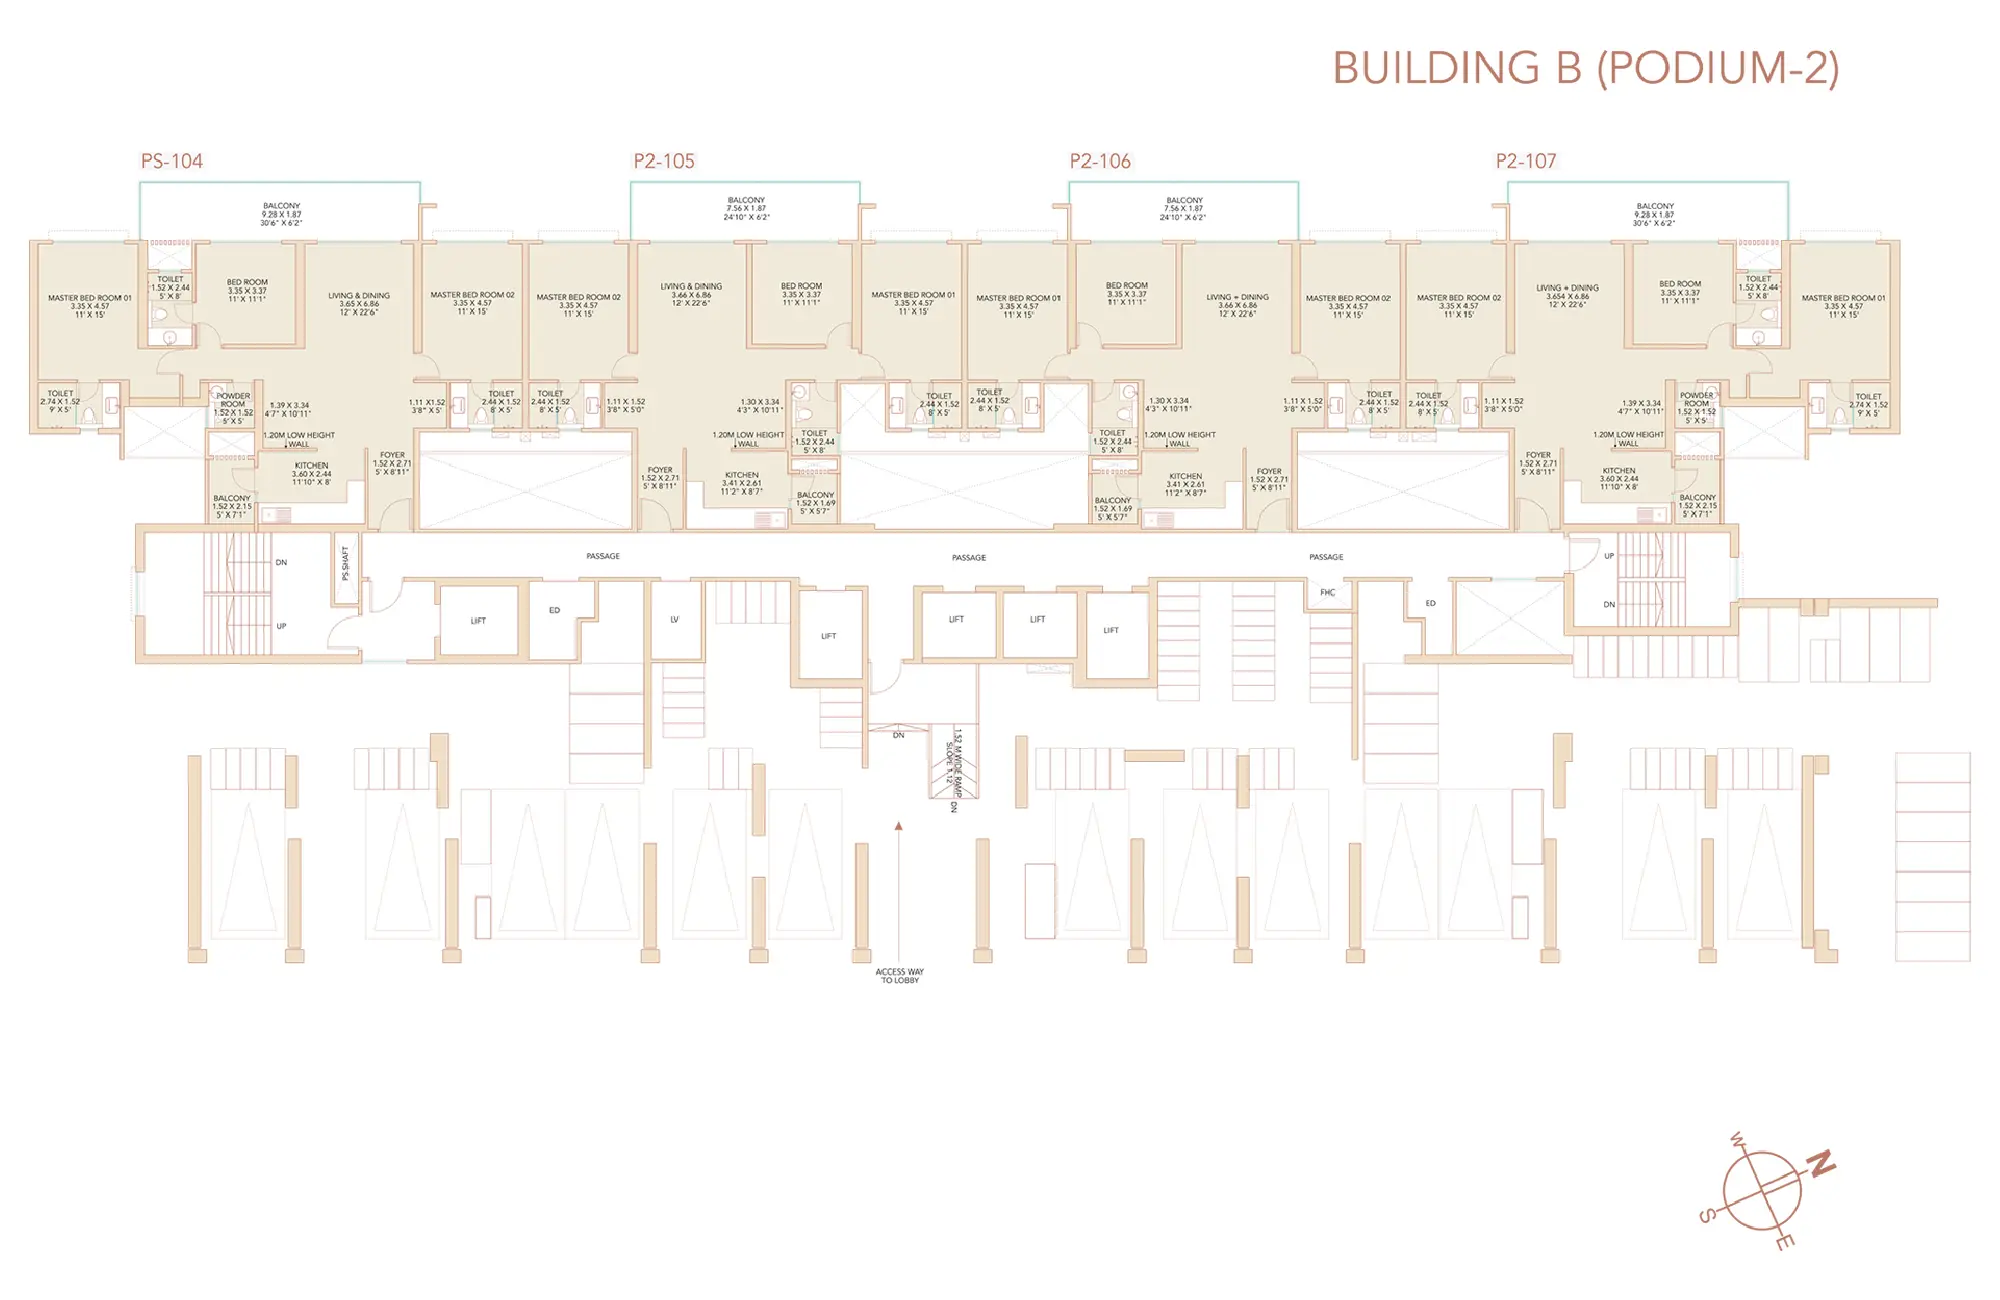 BUILDING B (PODIUM-2)
PS-104
P2-105
P2-106
P2-107
BALCONY
9.28 X 1.87
30'6" X 6'2"
BALCONY
7.56 X 1.87
24'10" X 6'2"
BALCONY
7.56 X 1.87
24'10" X 6'2"
BALCONY
9.28 X 1.87
30'6" X 6'2"
MASTER BED ROOM 01
3.35 X 4.57
11' X 15'
TOILET
1.52 X 2.44
5' X 8'
BED ROOM
3.35 X 3.37
11' X 11'1"
LIVING & DINING
3.65 X 6.86
12' X 22'6"
MASTER BED ROOM 02
3.35 X 4.57
11' X 15'
MASTER BED ROOM 02
3.35 X 4.57
11' X 15'
LIVING & DINING
3.66 X 6.86
12' X 22'6"
BED ROOM
3.35 X 3.37
11' X 11'1"
MASTER BED ROOM 01
3.35 X 4.57
11' X 15'
MASTER BED ROOM 01
3.35 X 4.57
11' X 15'
BED ROOM
3.35 X 3.37
11' X 11'1"
LIVING + DINING
3.66 X 6.86
12' X 22'6"
MASTER BED ROOM 02
3.35 X 4.57
11' X 15'
MASTER BED ROOM 02
3.35 X 4.57
11' X 15'
LIVING + DINING
3.654 X 6.86
12' X 22'6"
BED ROOM
3.35 X 3.37
11' X 11'1"
TOILET
1.52 X 2.44
5' X 8'
MASTER BED ROOM 01
3.35 X 4.57
11' X 15'
TOILET
2.74 X 1.52
9' X 5'
POWDER
ROOM
1.52 X 1.52
5' X 5'
1.39 X 3.34
4'7" X 10'11"
1.11 X1.52
3'8" X 5'
TOILET
2.44 X 1.52
8' X 5'
TOILET
2.44 X 1.52
8' X 5'
1.11 X 1.52
3'8" X 5'0"
1.30 X 3.34
4'3" X 10'11"
TOILET
1.52 X 2.44
5' X 8'
TOILET
2.44 X 1.52
8' X 5'
TOILET
2.44 X 1.52
8' X 5'
TOILET
1.52 X 2.44
5' X 8'
1.30 X 3.34
4'3" X 10'11"
1.11 X 1.52
3'8" X 5'0"
TOILET
2.44 X 1.52
8' X 5'
TOILET
2.44 X 1.52
8' X 5'
1.11 X 1.52
3'8" X 5'0"
1.39 X 3.34
4'7" X 10'11"
POWDER
ROOM
1.52 X 1.52
5' X 5'
TOILET
2.74 X 1.52
9' X 5'
1.20M LOW HEIGHT
WALL
1.20M LOW HEIGHT
WALL
1.20M LOW HEIGHT
WALL
1.20M LOW HEIGHT
WALL
BALCONY
1.52 X 2.15
5' X 7'1"
KITCHEN
3.60 X 2.44
11'10" X 8'
FOYER
1.52 X 2.71
5' X 8'11"
FOYER
1.52 X 2.71
5' X 8'11"
KITCHEN
3.41 X 2.61
11'2" X 8'7"
BALCONY
1.52 X 1.69
5' X 5'7"
BALCONY
1.52 X 1.69
5' X 5'7"
KITCHEN
3.41 X 2.61
11'2" X 8'7"
FOYER
1.52 X 2.71
5' X 8'11"
FOYER
1.52 X 2.71
5' X 8'11"
KITCHEN
3.60 X 2.44
11'10" X 8'
BALCONY
1.52 X 2.15
5' X 7'1"
PASSAGE
PASSAGE
PASSAGE
DN
UP
PS.SHAFT
LIFT
ED
LV
LIFT
LIFT
LIFT
LIFT
FHC
ED
UP
DN
DN
1.52 M WIDE RAMP
SLOPE 1:12
DN
ACCESS WAY
TO LOBBY
W
N
S
E